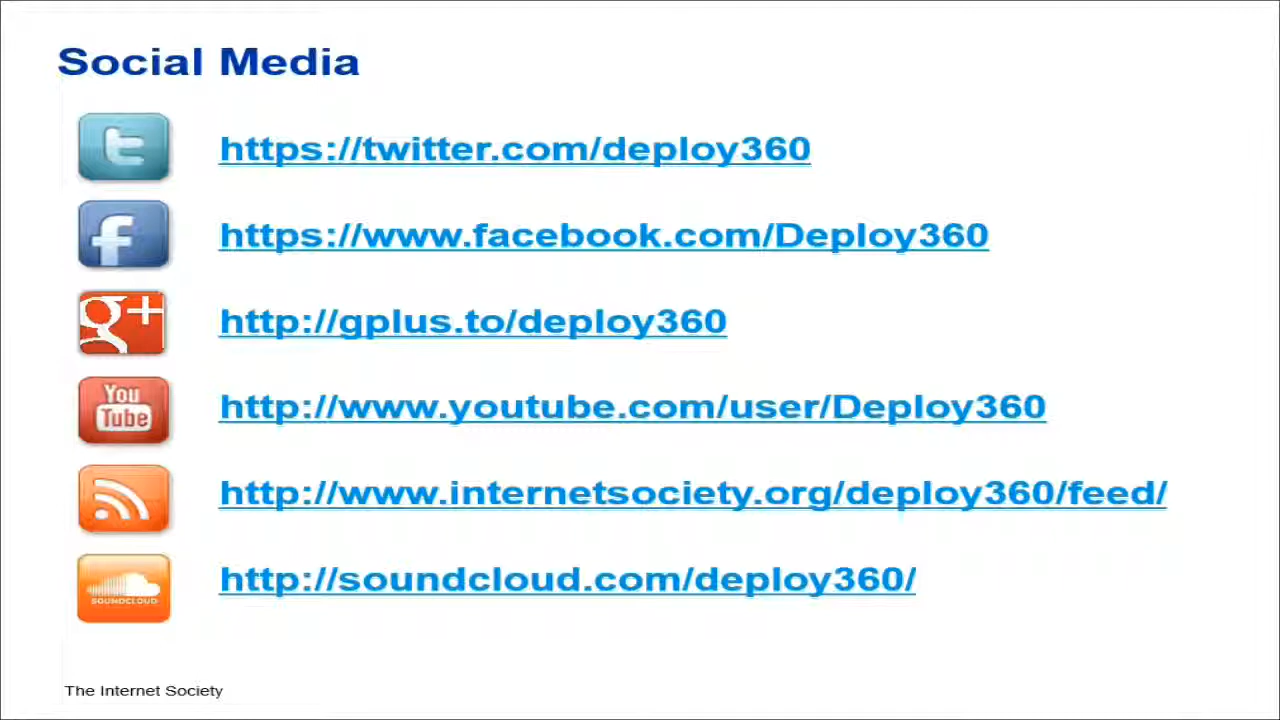 Social Media
t https://twitter.com/deploy360
f https://www.facebook.com/Deploy360
g+ http://gplus.to/deploy360
You
Tube http://www.youtube.com/user/Deploy360
http://www.internetsociety.org/deploy360/feed/
http://soundcloud.com/deploy360/
SOUNDCLOUD
The Internet Society